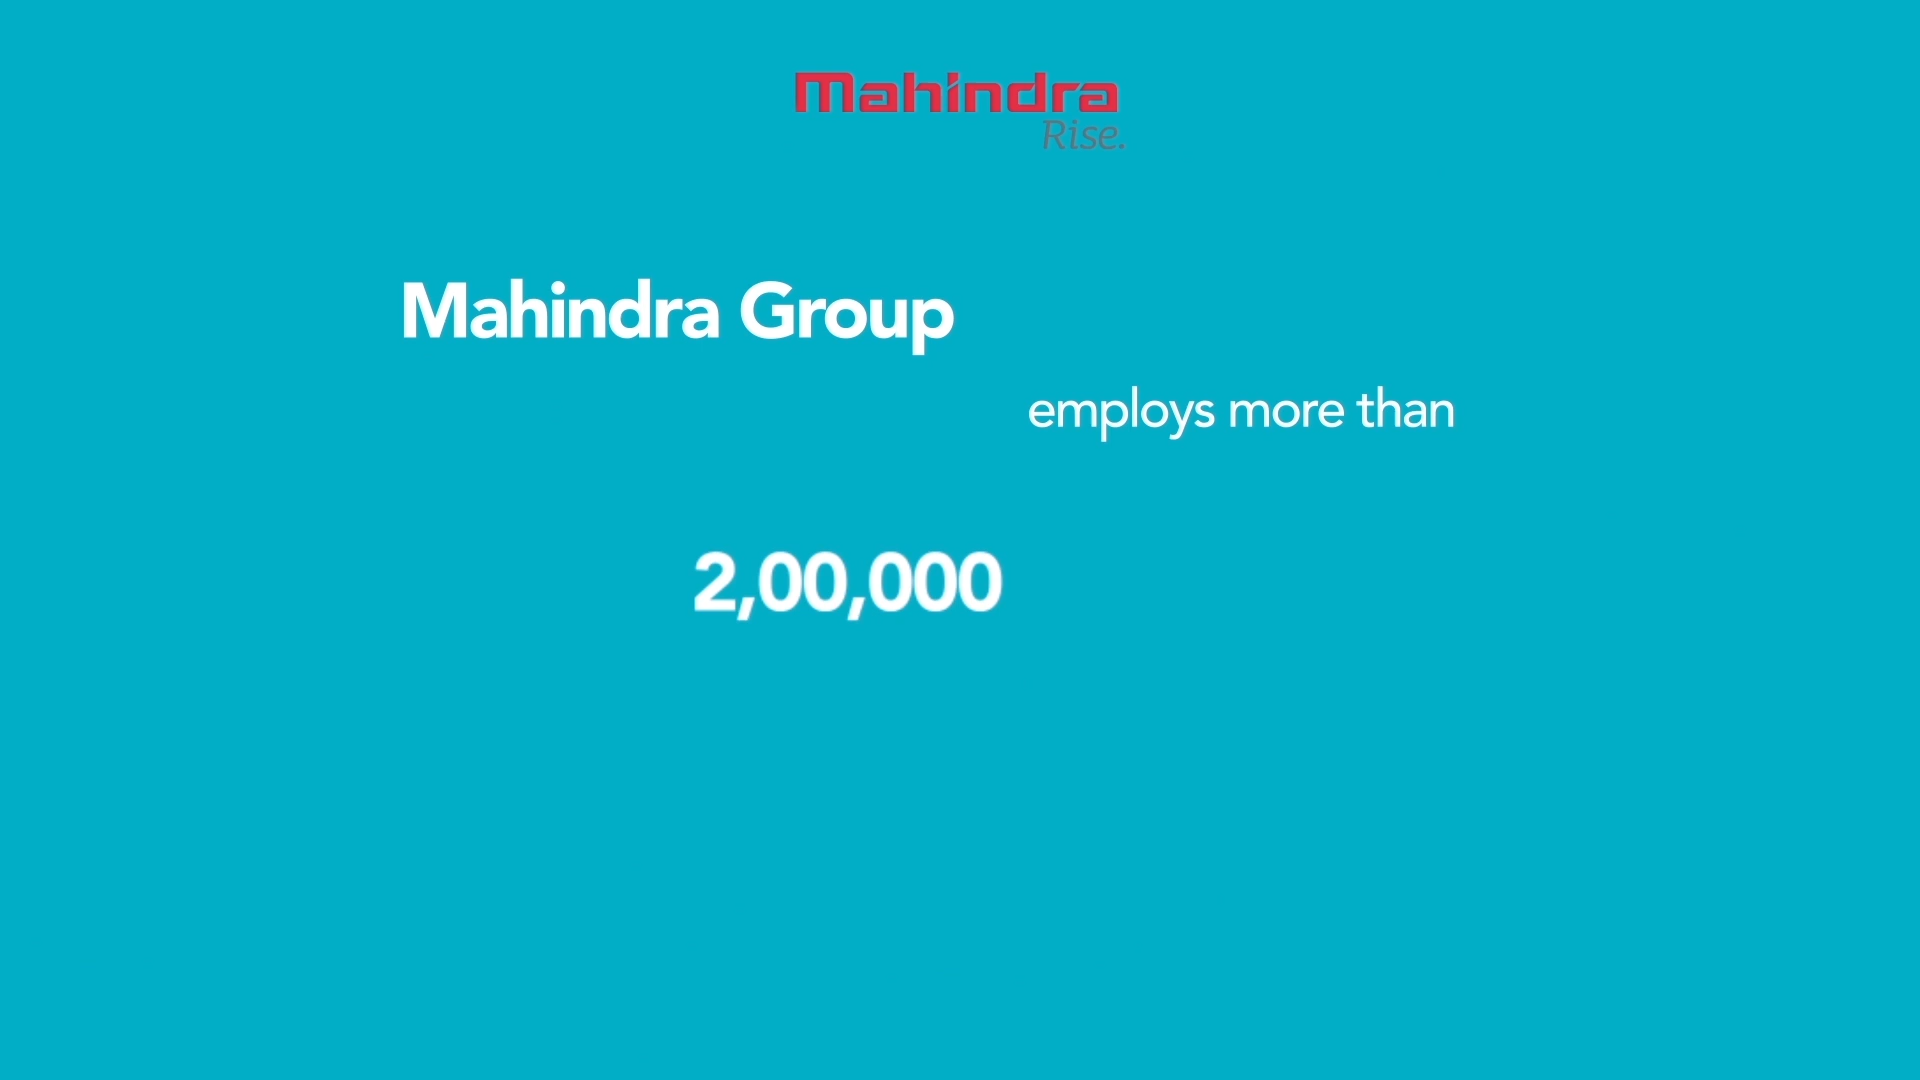 Mahindra
Rise.
Mahindra Group
employs more than
2,00,000